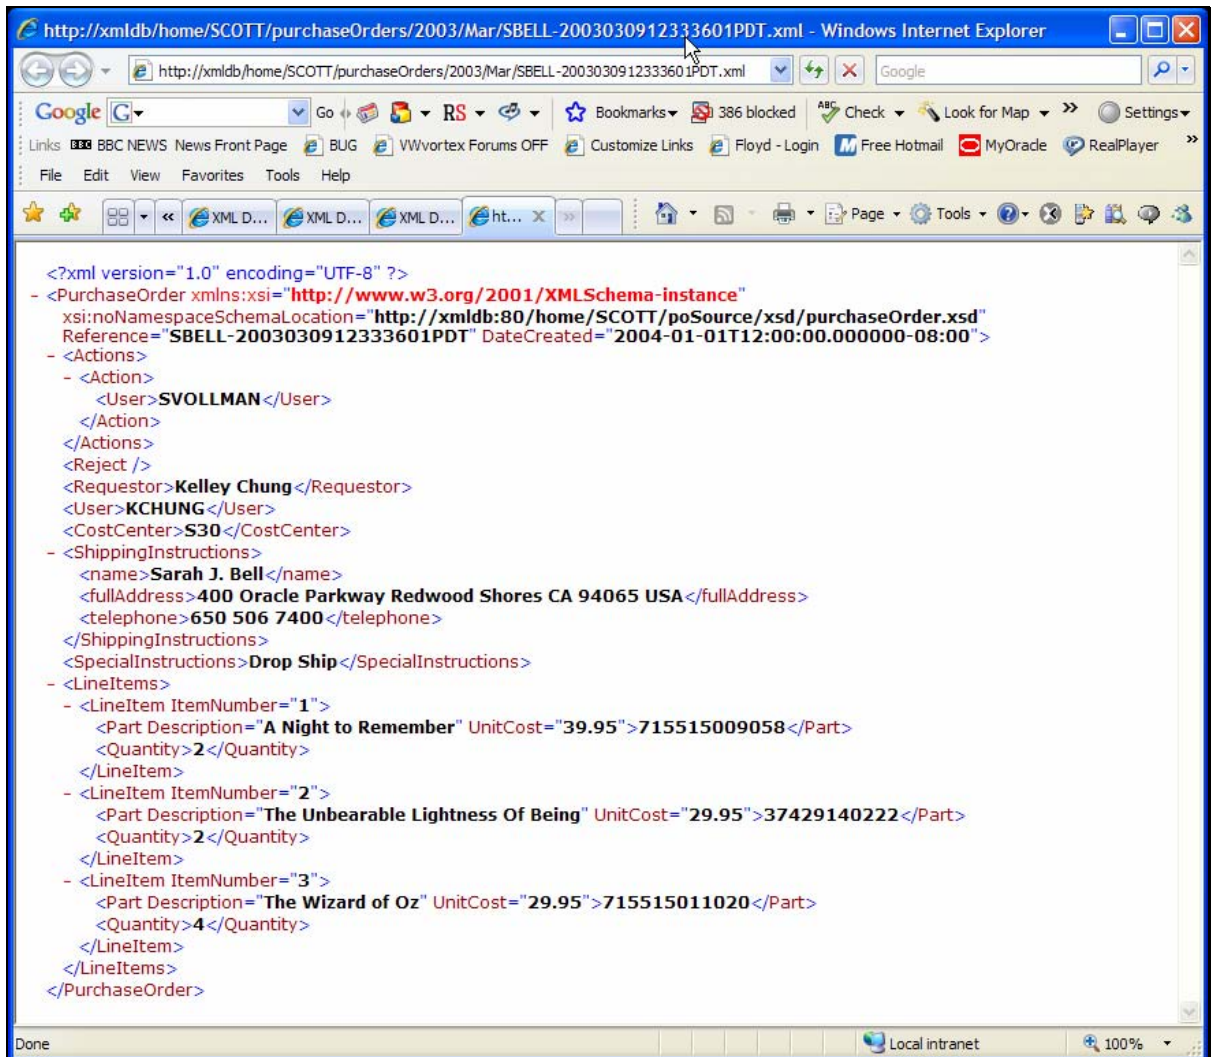 http://xmldb/home/SCOTT/purchaseOrders/2003/Mar/SBELL-2003030912333601PDT.xml - Windows Internet Explorer
http://xmldb/home/SCOTT/purchaseOrders/2003/Mar/SBELL-2003030912333601PDT.xml Google
Google G Go RS Bookmarks 386 blocked ABC Check Look for Map >> Settings
Links BBC BBC NEWS News Front Page BUG VWvortex Forums OFF Customize Links Floyd - Login M Free Hotmail MyOracle RealPlayer >>
File Edit View Favorites Tools Help
<< XML D... XML D... XML D... ht... X >> Page Tools
<?xml version="1.0" encoding="UTF-8" ?>
- <PurchaseOrder xmlns:xsi="http://www.w3.org/2001/XMLSchema-instance"
xsi:noNamespaceSchemaLocation="http://xmldb:80/home/SCOTT/poSource/xsd/purchaseOrder.xsd"
Reference="SBELL-2003030912333601PDT" DateCreated="2004-01-01T12:00:00.000000-08:00">
- <Actions>
- <Action>
<User>SVOLLMAN</User>
</Action>
</Actions>
<Reject />
<Requestor>Kelley Chung</Requestor>
<User>KCHUNG</User>
<CostCenter>S30</CostCenter>
- <ShippingInstructions>
<name>Sarah J. Bell</name>
<fullAddress>400 Oracle Parkway Redwood Shores CA 94065 USA</fullAddress>
<telephone>650 506 7400</telephone>
</ShippingInstructions>
<SpecialInstructions>Drop Ship</SpecialInstructions>
- <LineItems>
- <LineItem ItemNumber="1">
<Part Description="A Night to Remember" UnitCost="39.95">715515009058</Part>
<Quantity>2</Quantity>
</LineItem>
- <LineItem ItemNumber="2">
<Part Description="The Unbearable Lightness Of Being" UnitCost="29.95">37429140222</Part>
<Quantity>2</Quantity>
</LineItem>
- <LineItem ItemNumber="3">
<Part Description="The Wizard of Oz" UnitCost="29.95">715515011020</Part>
<Quantity>4</Quantity>
</LineItem>
</LineItems>
</PurchaseOrder>
Done Local intranet 100%